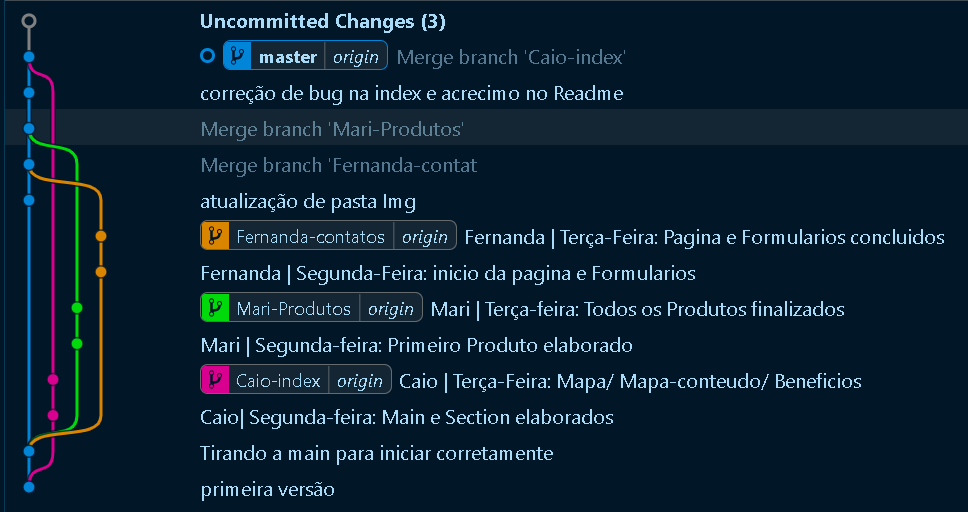 Uncommitted Changes (3)
master origin Merge branch 'Caio-index'
correção de bug na index e acrecimo no Readme
Merge branch 'Mari-Produtos'
Merge branch 'Fernanda-contat
atualização de pasta Img
Fernanda-contatos origin Fernanda | Terça-Feira: Pagina e Formularios concluidos
Fernanda | Segunda-Feira: inicio da pagina e Formularios
Mari-Produtos origin Mari | Terça-feira: Todos os Produtos finalizados
Mari | Segunda-feira: Primeiro Produto elaborado
Caio-index origin Caio | Terça-Feira: Mapa/ Mapa-conteudo/ Beneficios
Caio| Segunda-feira: Main e Section elaborados
Tirando a main para iniciar corretamente
primeira versão